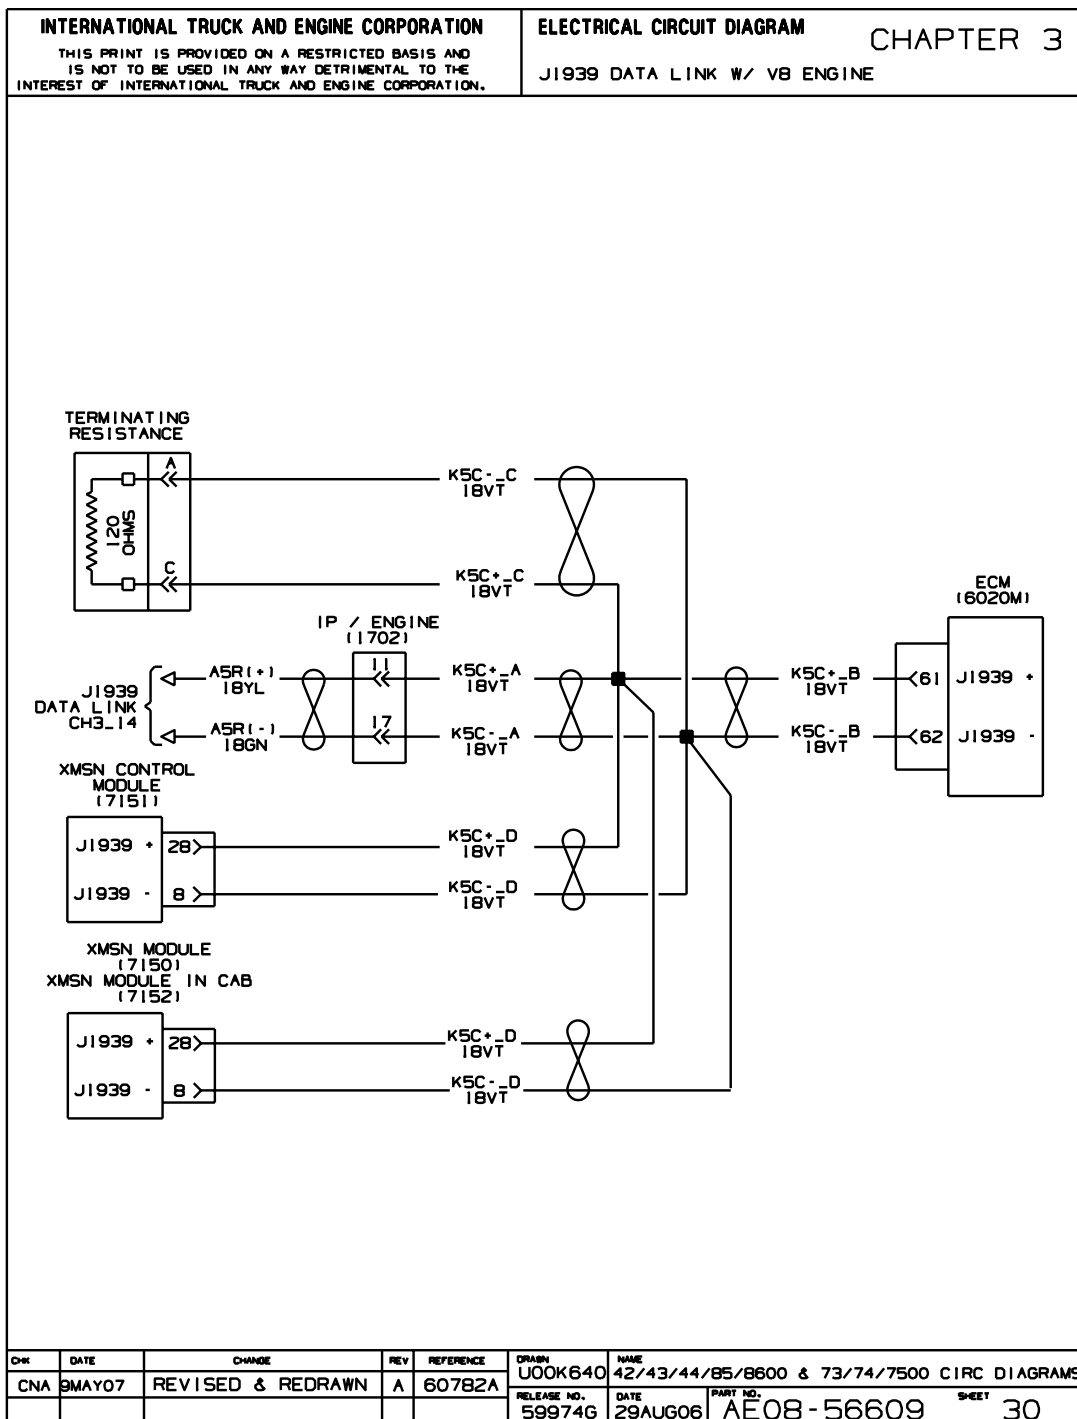 INTERNATIONAL TRUCK AND ENGINE CORPORATION
THIS PRINT IS PROVIDED ON A RESTRICTED BASIS AND
IS NOT TO BE USED IN ANY WAY DETRIMENTAL TO THE
INTEREST OF INTERNATIONAL TRUCK AND ENGINE CORPORATION.
ELECTRICAL CIRCUIT DIAGRAM
CHAPTER 3
J1939 DATA LINK W/ V8 ENGINE
TERMINATING
RESISTANCE
A
120
OHMS
C
K5C-_C
18VT
K5C+_C
18VT
IP / ENGINE
(1702)
11
17
J1939
DATA LINK
CH3_14
A5R(+)
18YL
A5R(-)
18GN
K5C+_A
18VT
K5C-_A
18VT
K5C+_B
18VT
K5C-_B
18VT
ECM
(6020M)
61
J1939 +
62
J1939 -
XMSN CONTROL
MODULE
(7151)
J1939 +
28
J1939 -
8
K5C+_D
18VT
K5C-_D
18VT
XMSN MODULE
(7150)
XMSN MODULE IN CAB
(7152)
J1939 +
28
J1939 -
8
K5C+_D
18VT
K5C-_D
18VT
CHK
DATE
CHANGE
REV
REFERENCE
CNA
9MAY07
REVISED & REDRAWN
A
60782A
DRAWN
U00K640
NAME
42/43/44/85/8600 & 73/74/7500 CIRC DIAGRAMS
RELEASE NO.
59974G
DATE
29AUG06
PART NO.
AE08-56609
SHEET
30